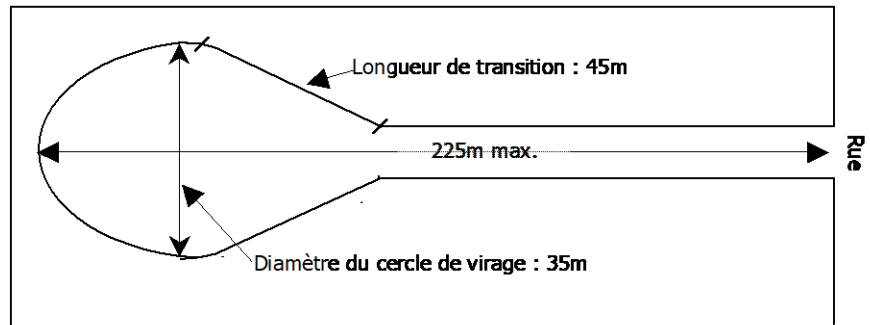 Longueur de transition : 45m
225m max.
Rue
Diamètre du cercle de virage : 35m